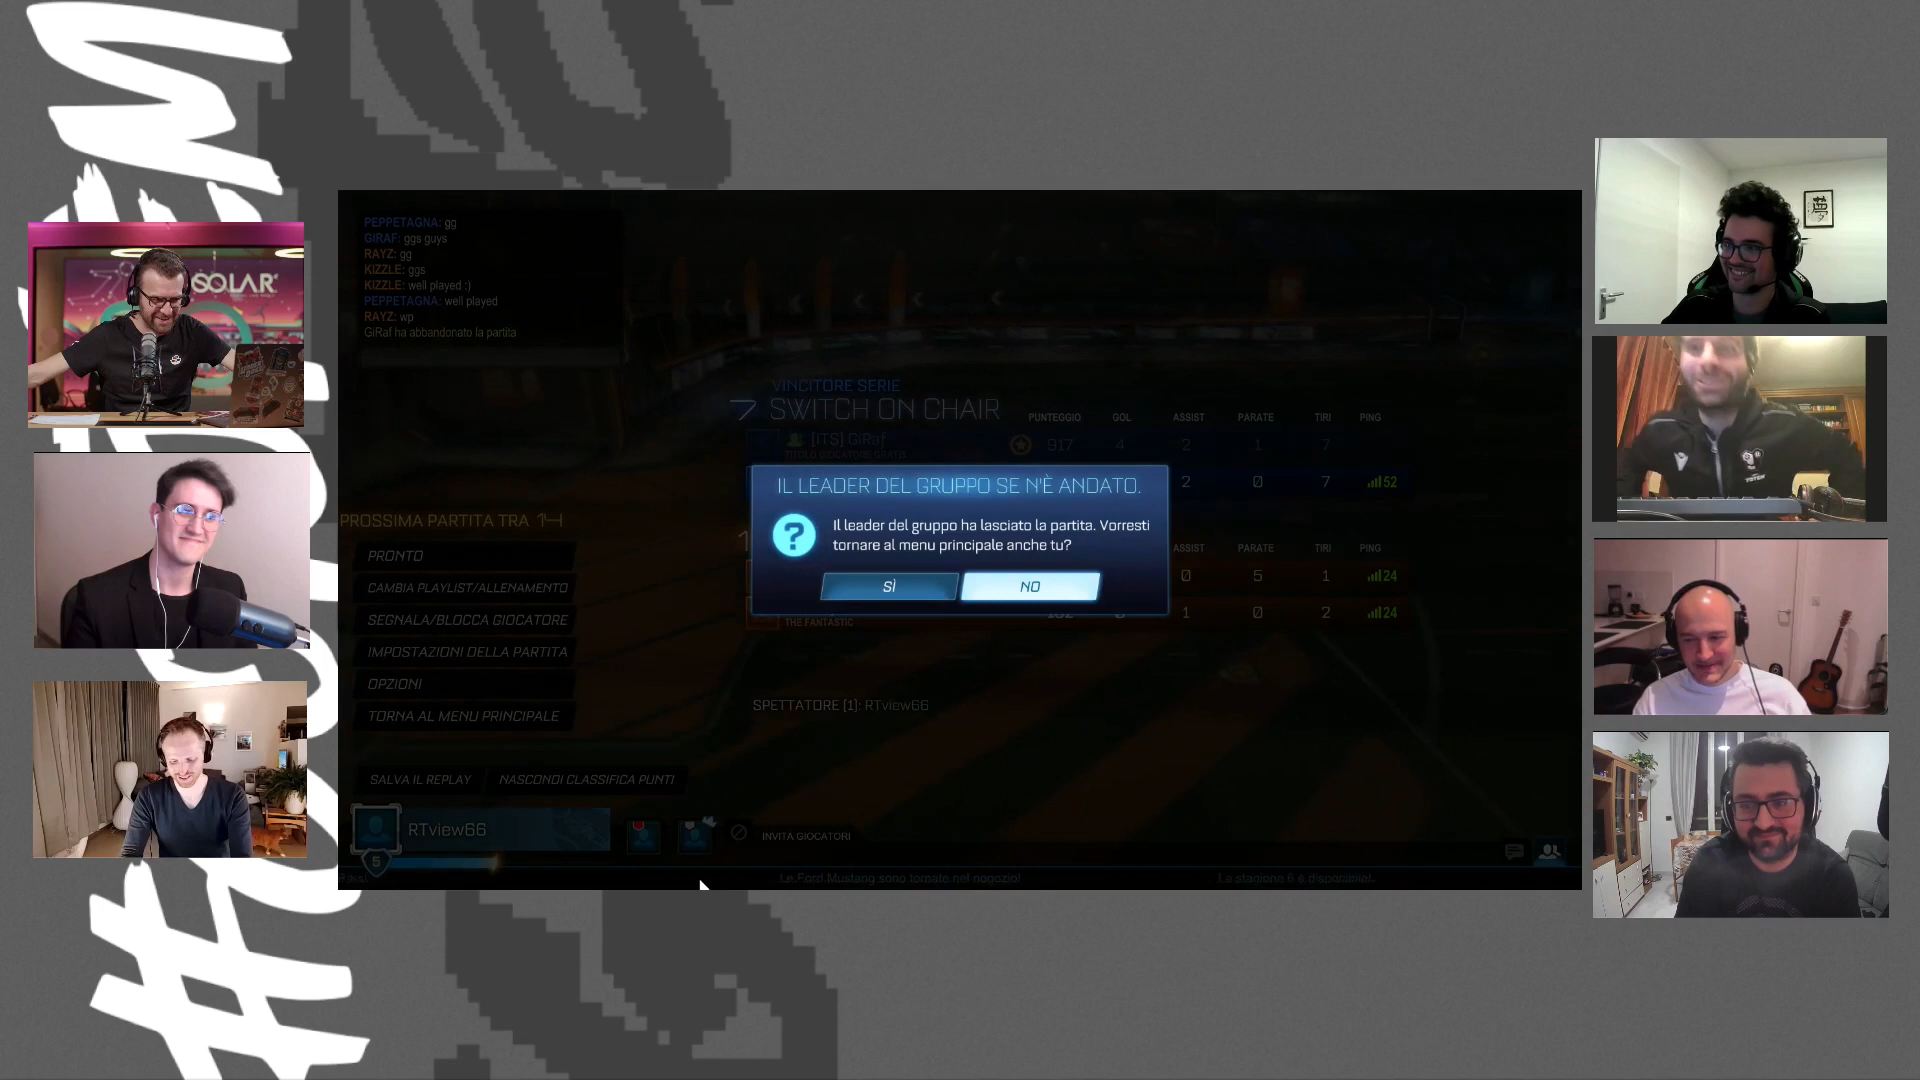 SOLAR
PEPPETAGNA: gg
GIRAF: ggs guys
RAYZ: gg
KIZZLE: ggs
KIZZLE: well played :)
PEPPETAGNA: well played
RAYZ: wp
GiRaf ha abbandonato la partita
VINCITORE SERIE
7 SWITCH ON CHAIR PUNTEGGIO GOL ASSIST PARATE TIRI PING
[ITS] GiRaf 917 4 2 1 7
TITOLO GIOCATORE GRATIS
2 0 7 52
IL LEADER DEL GRUPPO SE N'È ANDATO.
Il leader del gruppo ha lasciato la partita. Vorresti
tornare al menu principale anche tu?
SÌ NO
1 ASSIST PARATE TIRI PING
0 5 1 24
1 0 2 24
THE FANTASTIC
PROSSIMA PARTITA TRA 14
PRONTO
CAMBIA PLAYLIST/ALLENAMENTO
SEGNALA/BLOCCA GIOCATORE
IMPOSTAZIONI DELLA PARTITA
OPZIONI
TORNA AL MENU PRINCIPALE
SPETTATORE [1]: RTview66
SALVA IL REPLAY NASCONDI CLASSIFICA PUNTI
RTview66
5
INVITA GIOCATORI
Le Ford Mustang sono tornate nel negozio! La stagione 6 è disponibile!